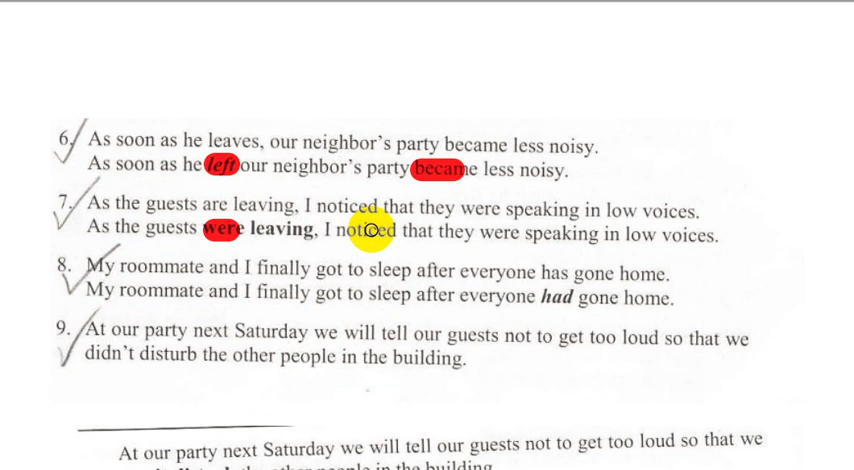 6. As soon as he leaves, our neighbor's party became less noisy.
As soon as he left our neighbor's party became less noisy.
7. As the guests are leaving, I noticed that they were speaking in low voices.
As the guests were leaving, I noticed that they were speaking in low voices.
8. My roommate and I finally got to sleep after everyone has gone home.
My roommate and I finally got to sleep after everyone had gone home.
9. At our party next Saturday we will tell our guests not to get too loud so that we
didn't disturb the other people in the building.
At our party next Saturday we will tell our guests not to get too loud so that we
people in the building